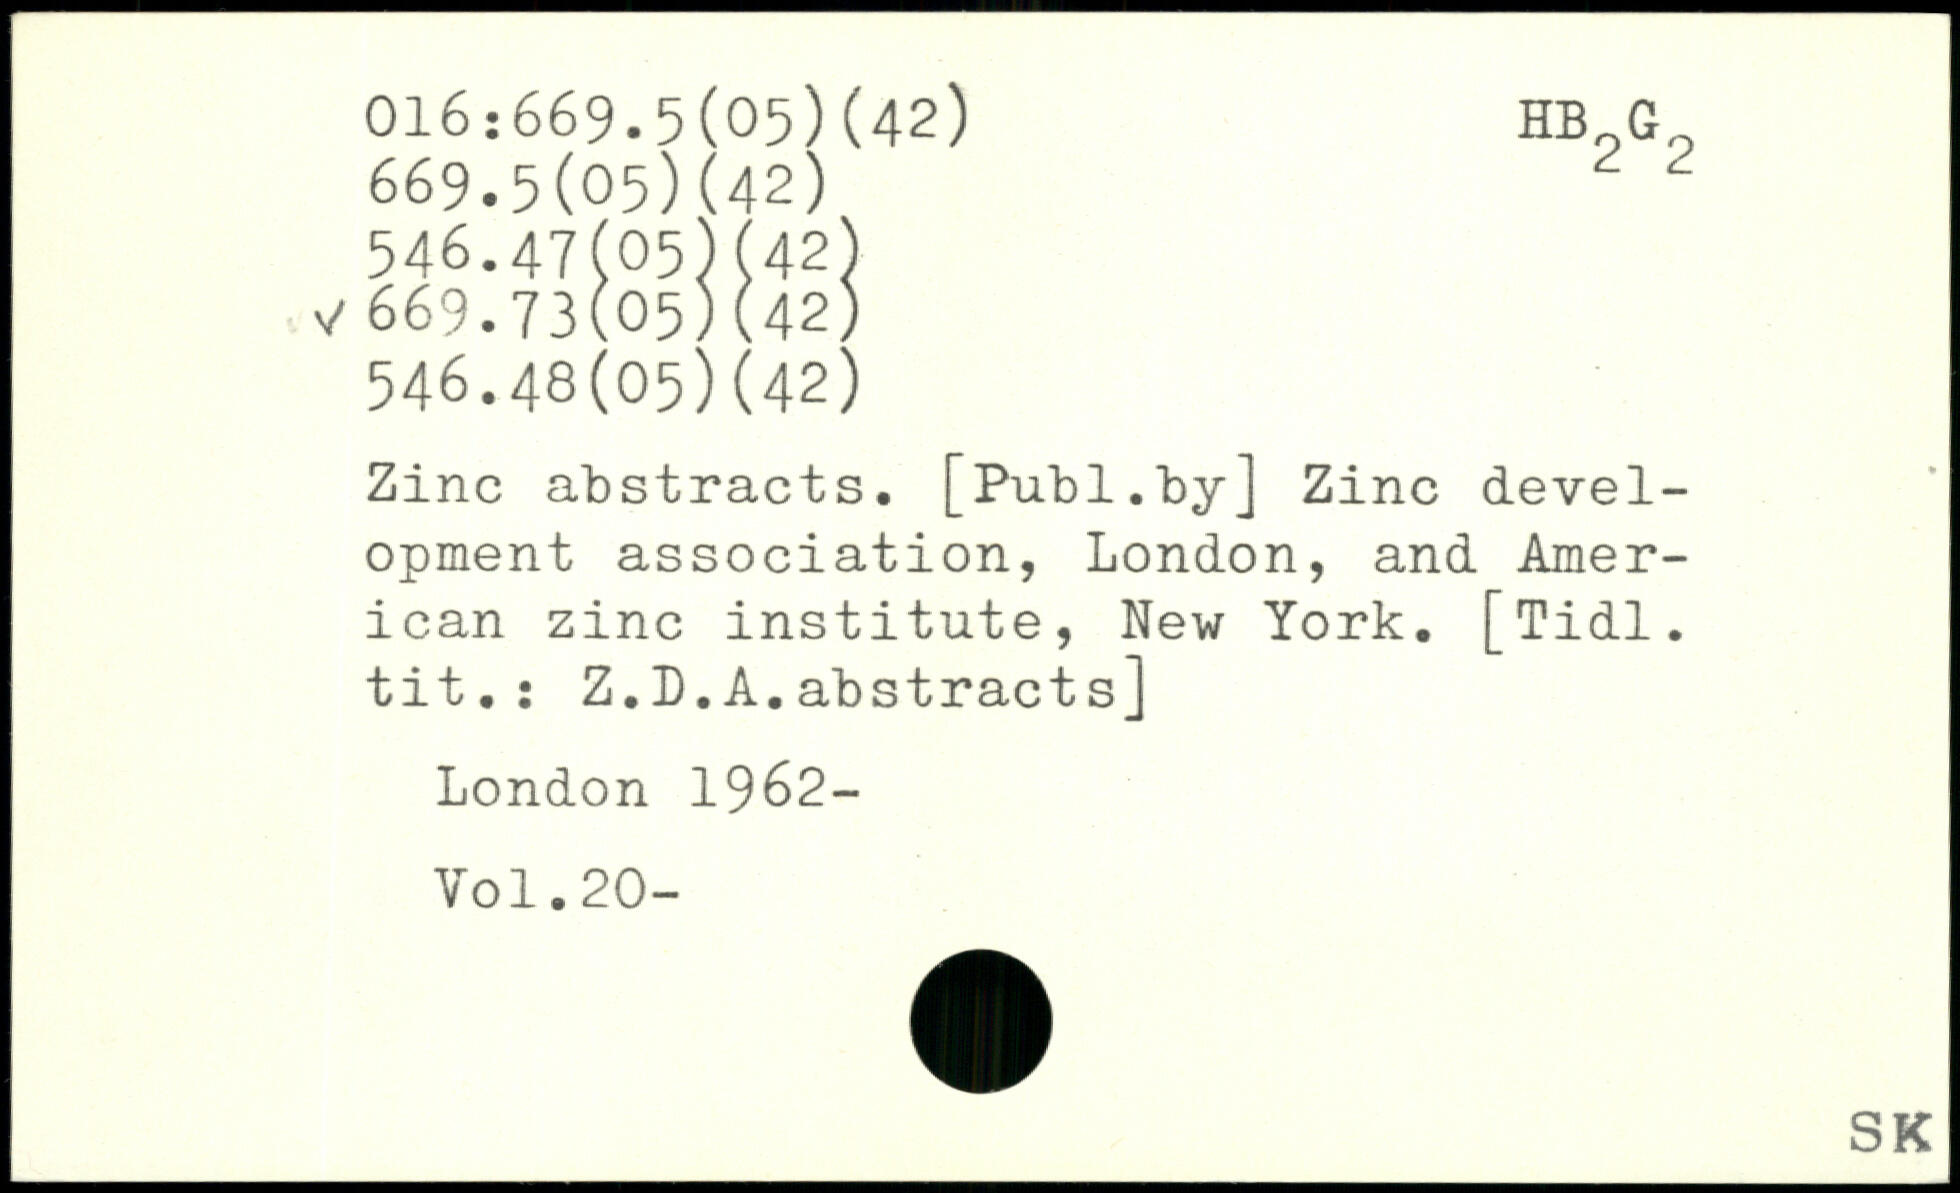 016:669.5(05)(42) HB₂G₂
669.5(05)(42)
546.47(05)(42)
✓ 669.73(05)(42)
546.48(05)(42)
Zinc abstracts. [Publ.by] Zinc devel-
opment association, London, and Amer-
ican zinc institute, New York. [Tidl.
tit.: Z.D.A.abstracts]
London 1962-
Vol.20-
SK